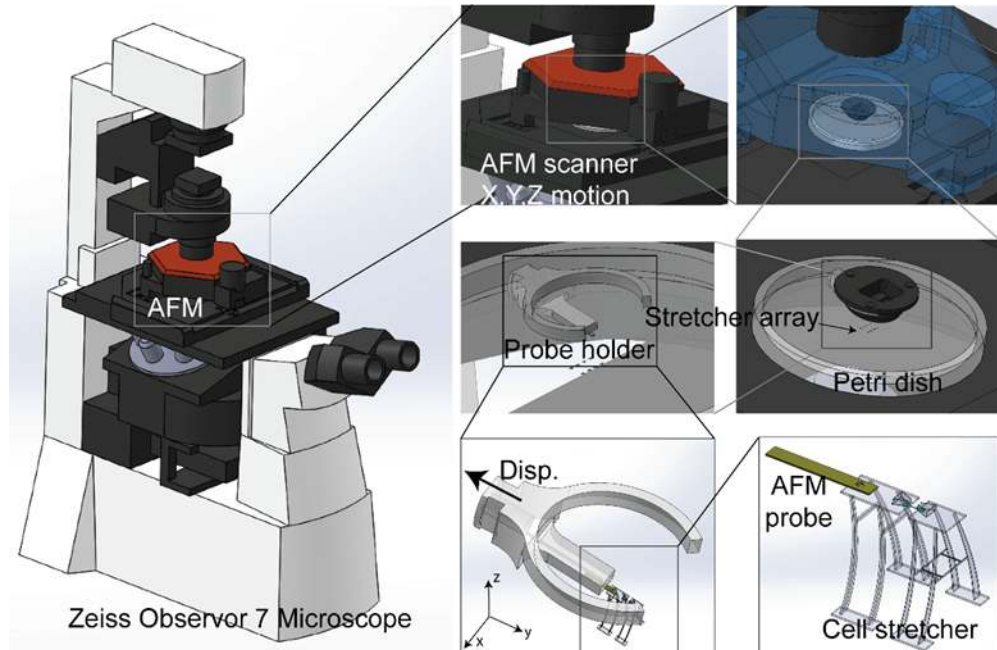 AFM
Zeiss Observor 7 Microscope
AFM scanner
X,Y,Z motion
Probe holder
Stretcher array
Petri dish
Disp.
z
y
x
AFM
probe
Cell stretcher